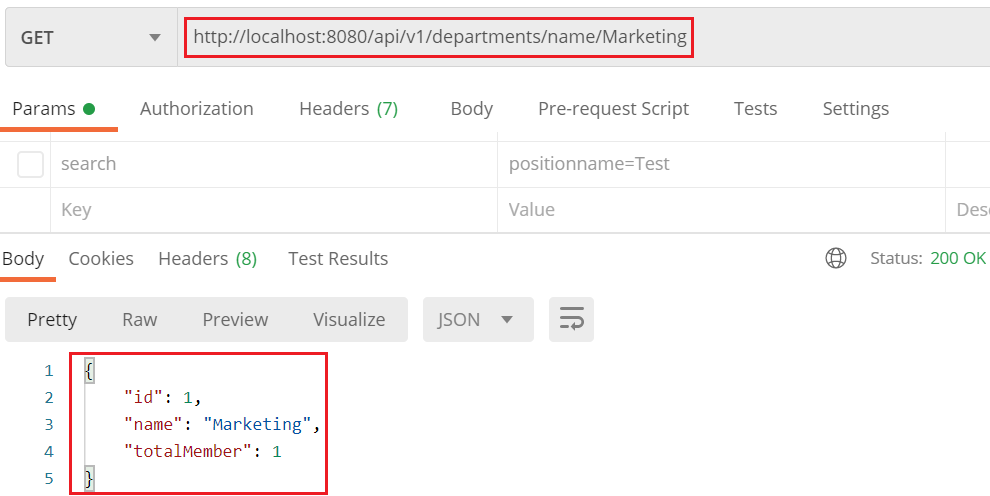 GET http://localhost:8080/api/v1/departments/name/Marketing
Params Authorization Headers (7) Body Pre-request Script Tests Settings
search positionname=Test
Key Value Desc
Body Cookies Headers (8) Test Results Status: 200 OK
Pretty Raw Preview Visualize JSON
1 {
2 "id": 1,
3 "name": "Marketing",
4 "totalMember": 1
5 }